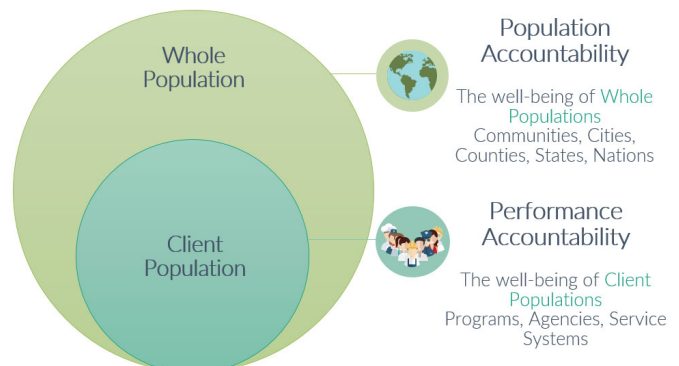 Whole
Population
Population
Accountability
The well-being of Whole
Populations
Communities, Cities,
Counties, States, Nations
Client
Population
Performance
Accountability
The well-being of Client
Populations
Programs, Agencies, Service
Systems